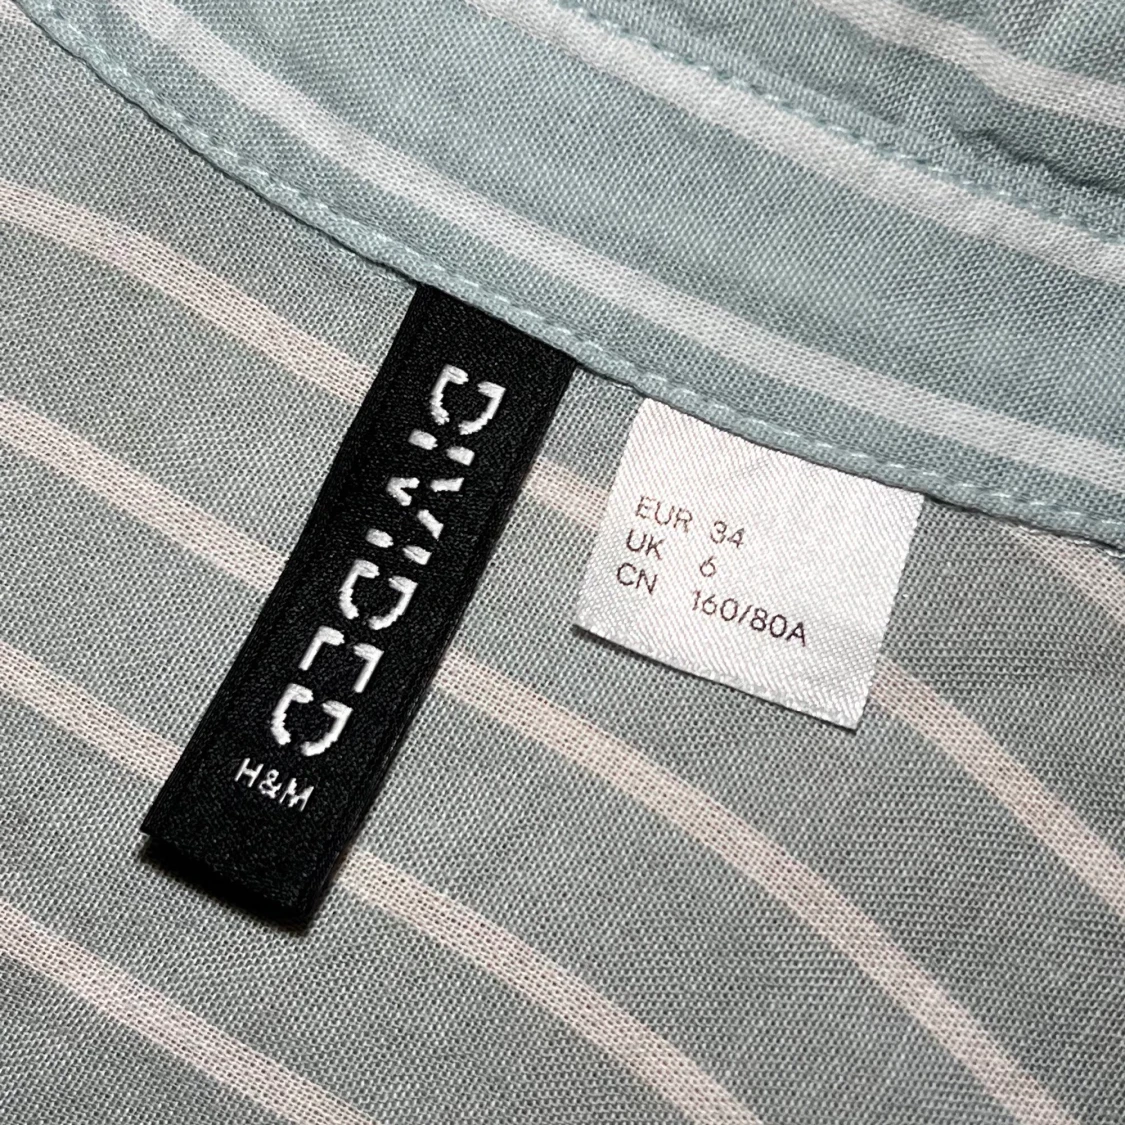 DIVIDED
H&M
EUR 34
UK 6
CN 160/80A